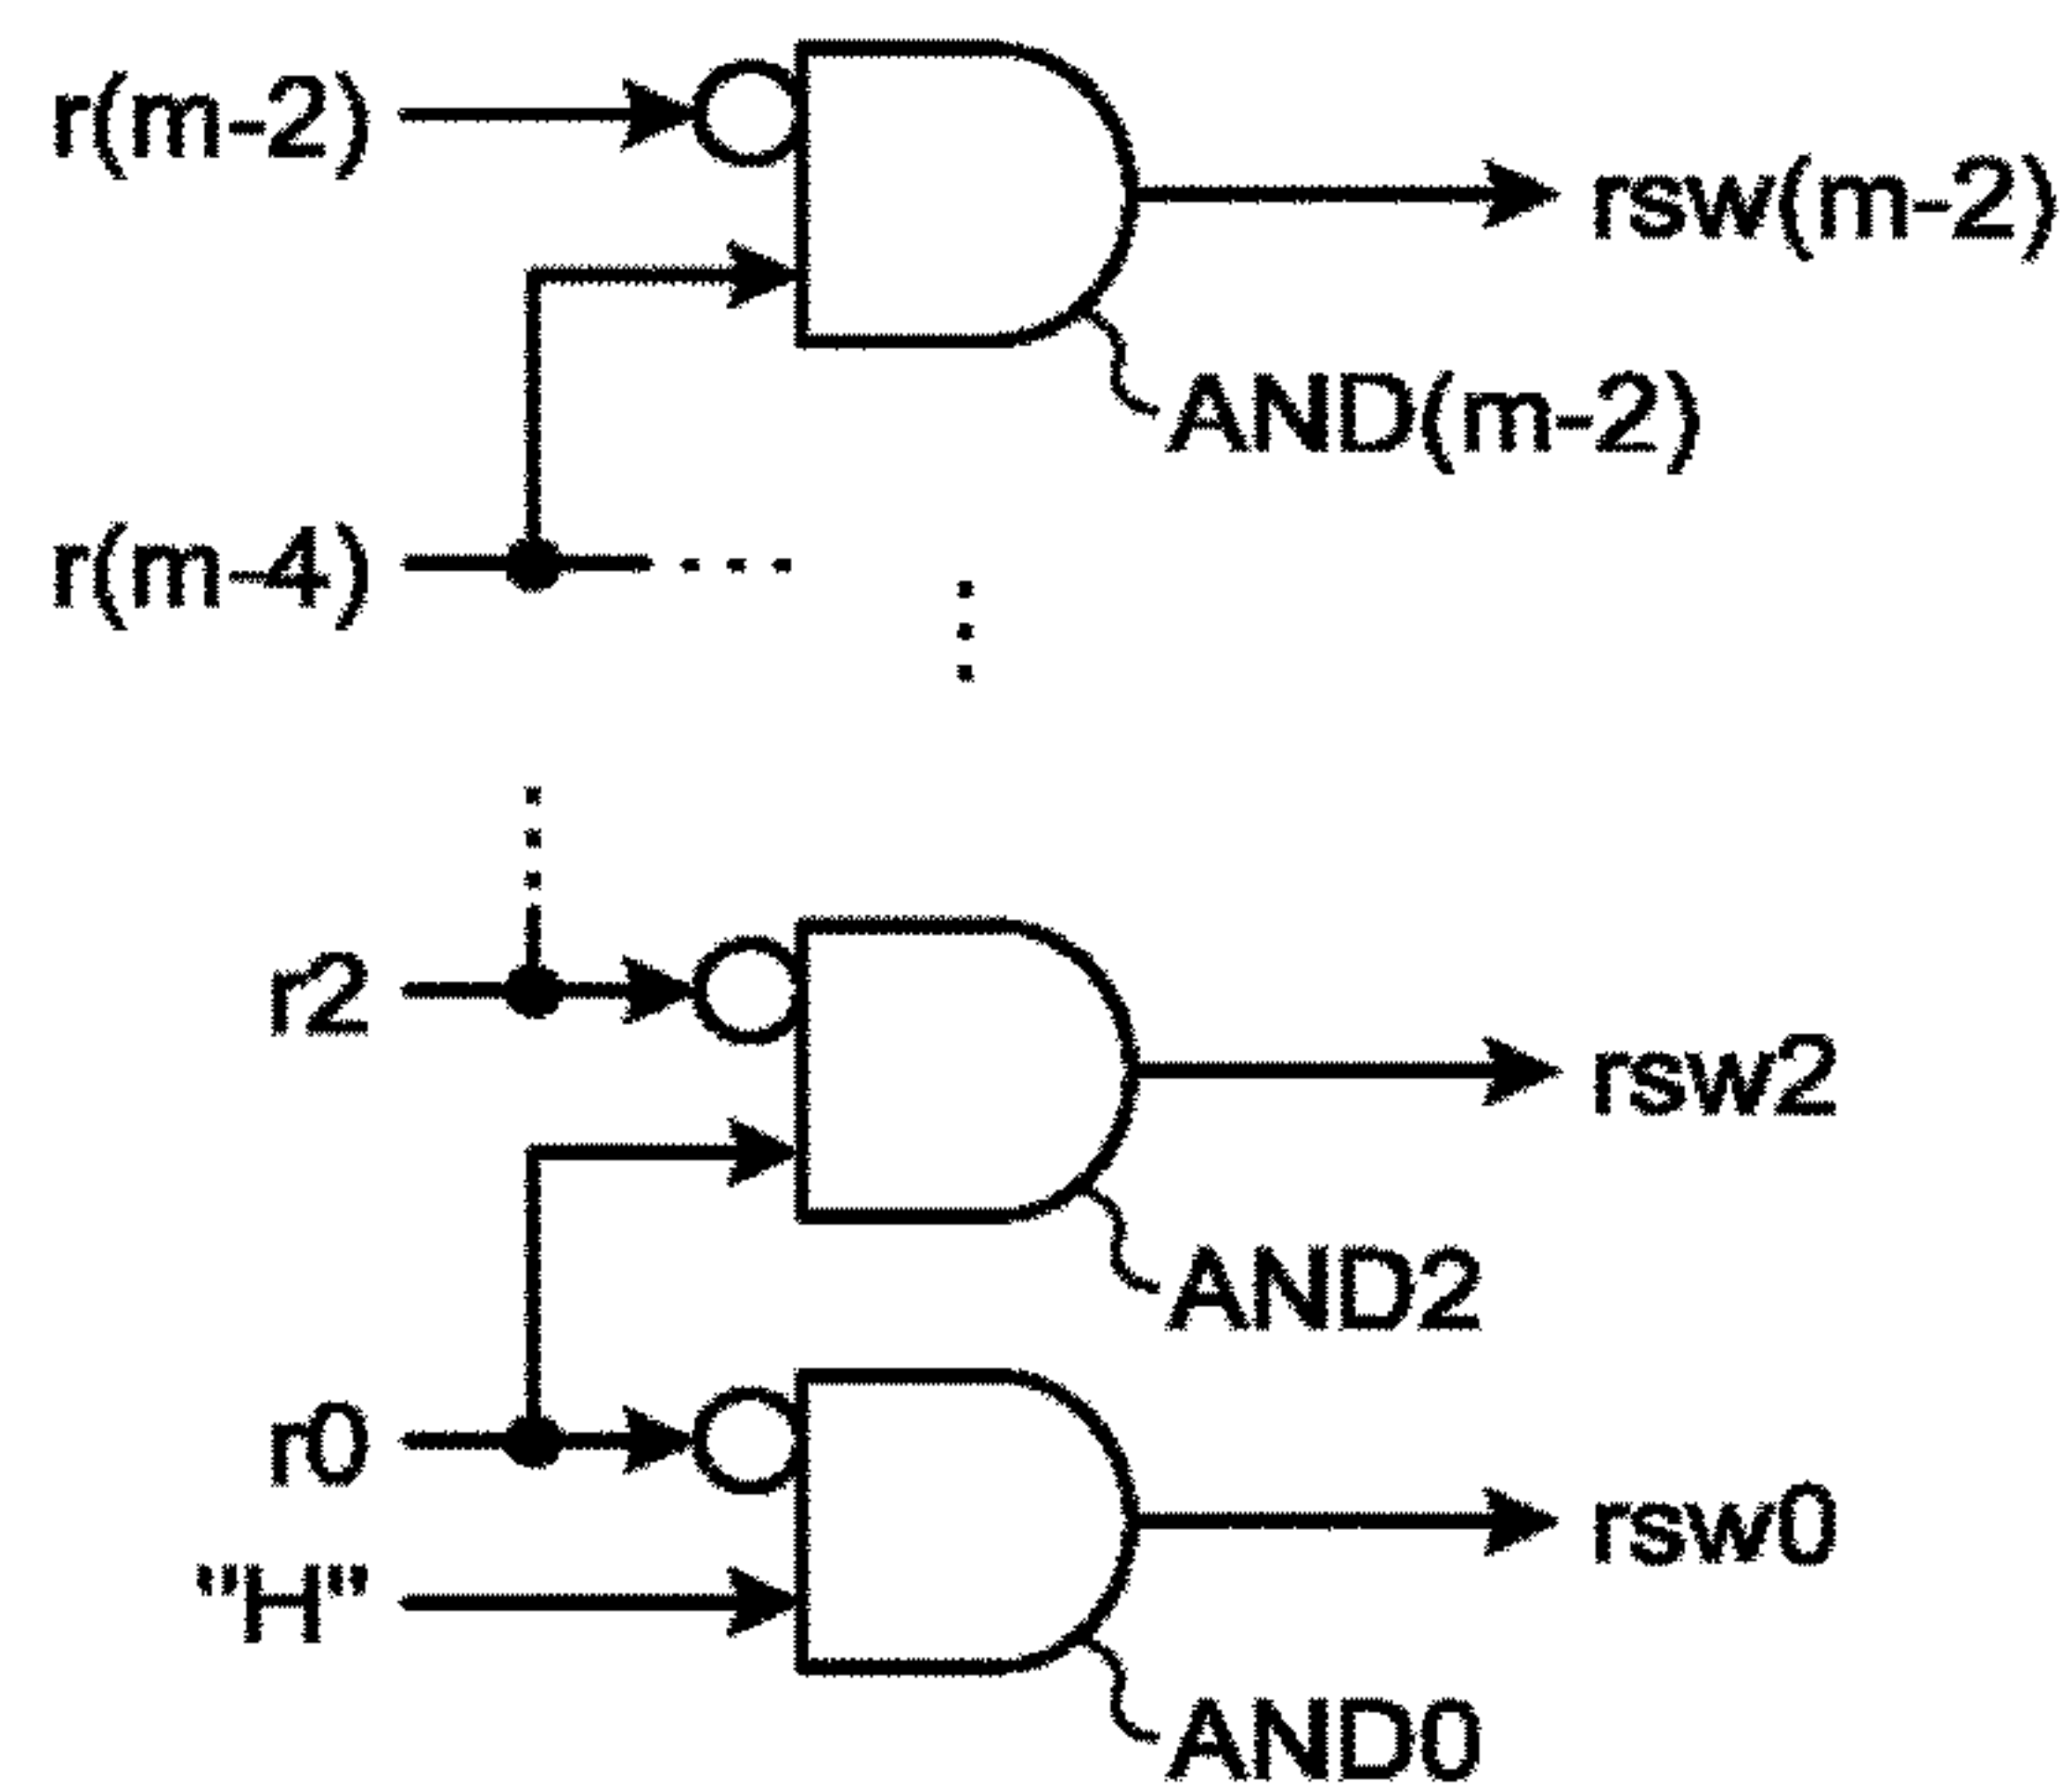 r(m-2)
rsw(m-2)
AND(m-2)
r(m-4)
r2
rsw2
AND2
r0
rsw0
"H"
AND0